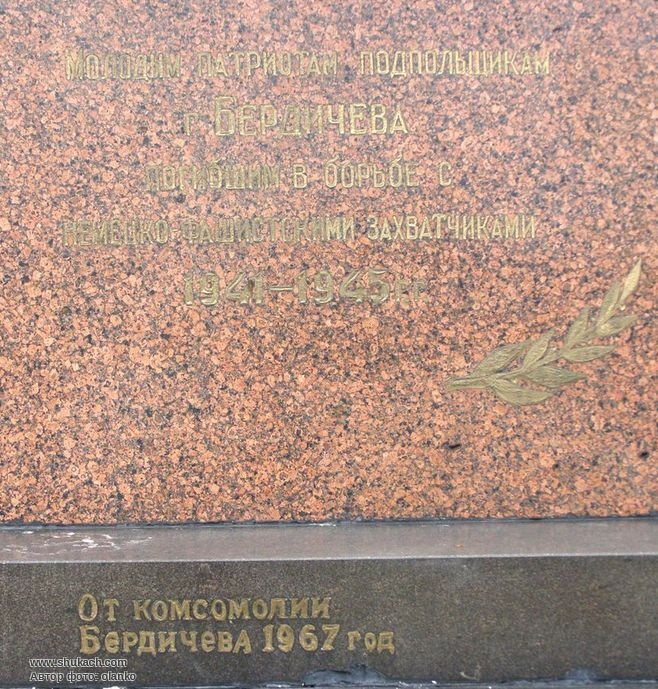 Молодым патриотам подпольщикам
г Бердичева
погибшим в борьбе с
немецко-фашистскими захватчиками
1941-1945 гг.
От комсомолии
Бердичева 1967 год
www.shukach.com
Автор фото: olanko